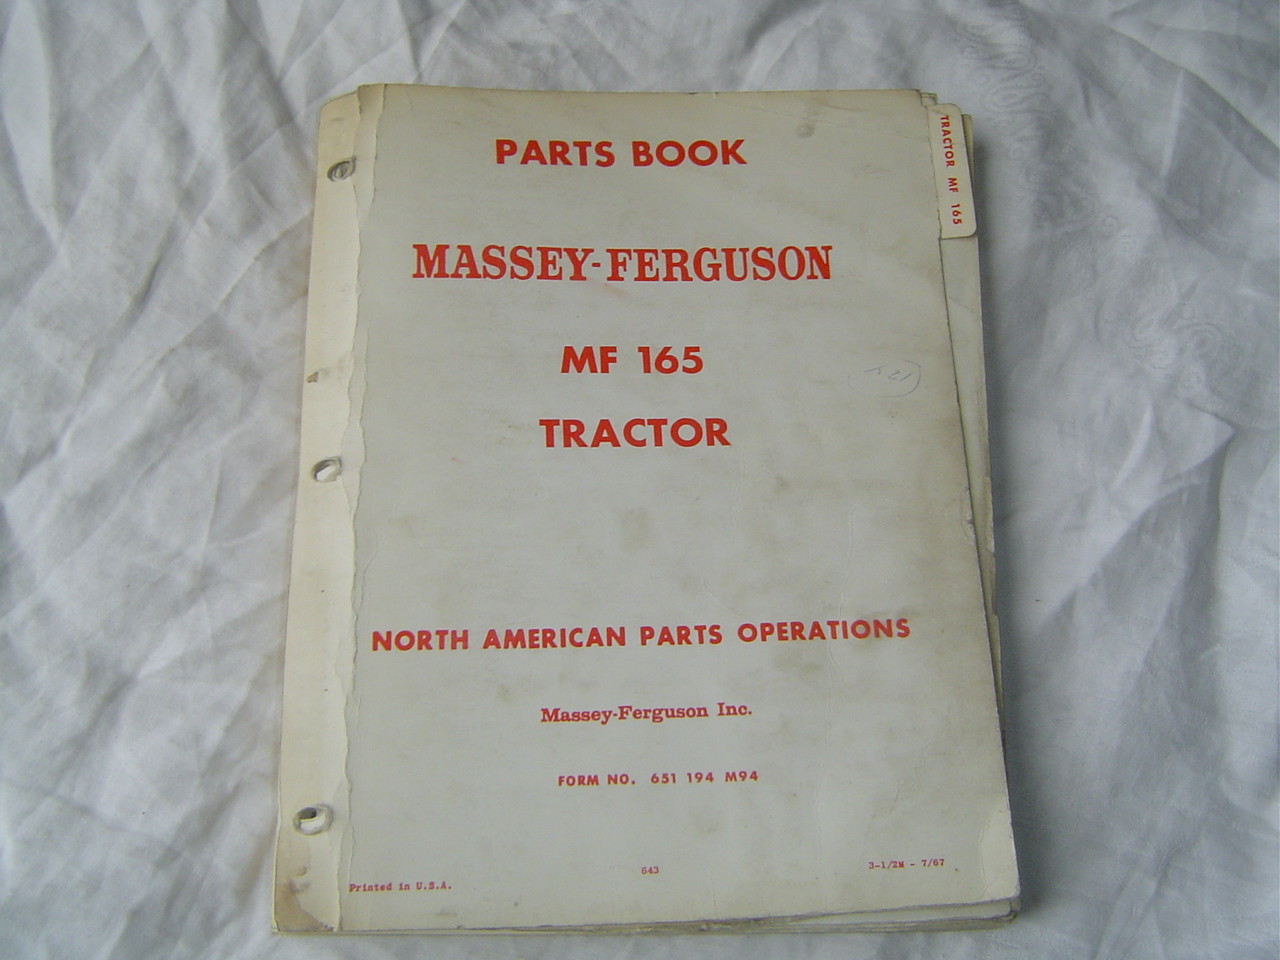 PARTS BOOK
TRACTOR MF 165
MASSEY-FERGUSON
MF 165
TRACTOR
NORTH AMERICAN PARTS OPERATIONS
Massey-Ferguson Inc.
FORM NO. 651 194 M94
643
3-1/2M - 7/67
Printed in U.S.A.